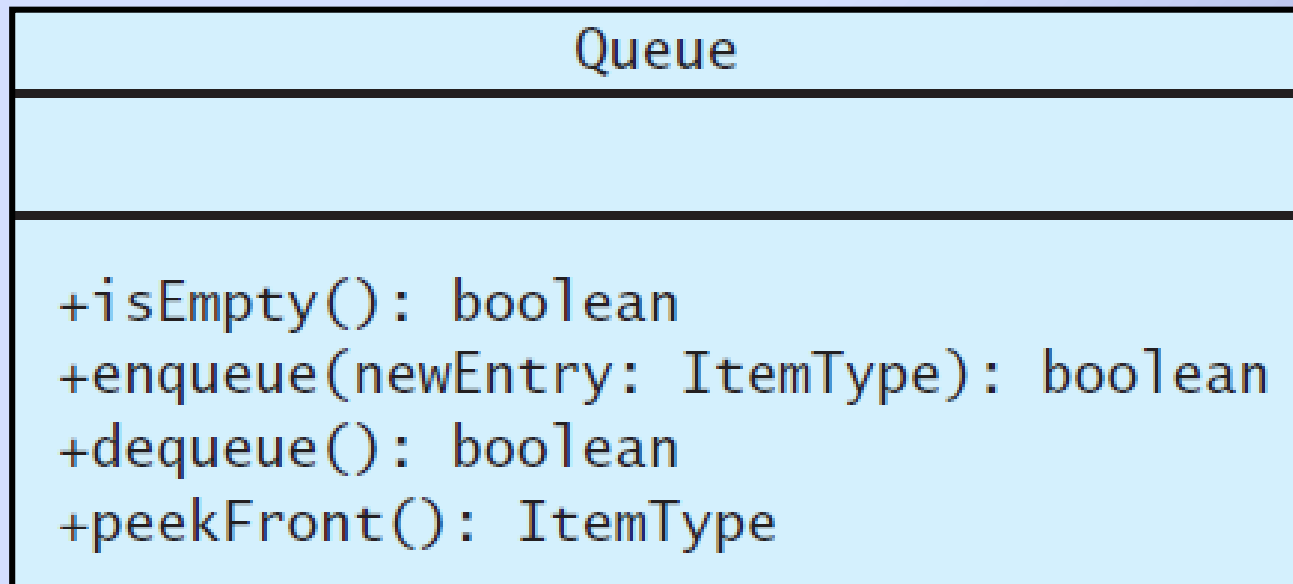 Queue
+isEmpty(): boolean
+enqueue(newEntry: ItemType): boolean
+dequeue(): boolean
+peekFront(): ItemType